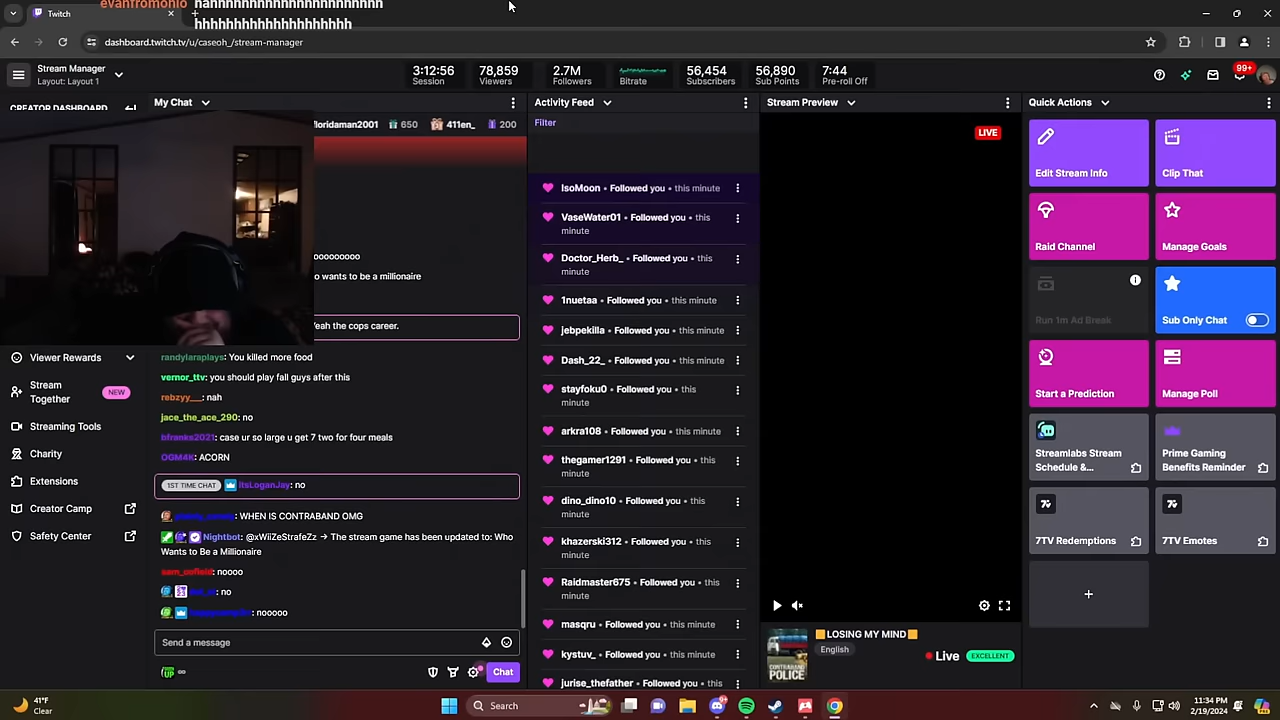 evanfromohio hahhhhhhhhhhhhhhhhhhhhh
hhhhhhhhhhhhhhhhhhhh
Twitch
dashboard.twitch.tv/u/caseoh_/stream-manager
Stream Manager
Layout: Layout 1
3:12:56
Session
78,859
Viewers
2.7M
Followers
Bitrate
56,454
Subscribers
56,890
Sub Points
7:44
Pre-roll Off
99+
CREATOR DASHBOARD
Viewer Rewards
Stream Together NEW
Streaming Tools
Charity
Extensions
Creator Camp
Safety Center
My Chat
loridaman2001 650 411en_ 200
oooooooooo
o wants to be a millionaire
Yeah the cops career.
randylaraplays: You killed more food
vernor_ttv: you should play fall guys after this
rebzyy__: nah
jace_the_ace_290: no
bfranks2021: case ur so large u get 7 two for four meals
OGM4K: ACORN
1ST TIME CHAT ItsLoganJay: no
: WHEN IS CONTRABAND OMG
Nightbot: @xWiiZeStrafeZz → The stream game has been updated to: Who
Wants to Be a Millionaire
sam_cofield: noooo
: no
: nooooo
Send a message
Chat
Activity Feed
Filter
IsoMoon • Followed you • this minute
VaseWater01 • Followed you • this
minute
Doctor_Herb_ • Followed you • this
minute
1nuetaa • Followed you • this minute
jebpekilla • Followed you • this minute
Dash_22_ • Followed you • this minute
stayfoku0 • Followed you • this
minute
arkra108 • Followed you • this minute
thegamer1291 • Followed you • this
minute
dino_dino10 • Followed you • this
minute
khazerski312 • Followed you • this
minute
Raidmaster675 • Followed you • this
minute
masqru • Followed you • this minute
kystuv_ • Followed you • this minute
jurise_thefather • Followed you • this
Stream Preview
LIVE
LOSING MY MIND
English
Live EXCELLENT
CONTRABAND
POLICE
Quick Actions
Edit Stream Info
Clip That
Raid Channel
Manage Goals
Run 1m Ad Break
Sub Only Chat
Start a Prediction
Manage Poll
Streamlabs Stream
Schedule &...
Prime Gaming
Benefits Reminder
7TV Redemptions
7TV Emotes
41°F
Clear
Search
11:34 PM
2/19/2024